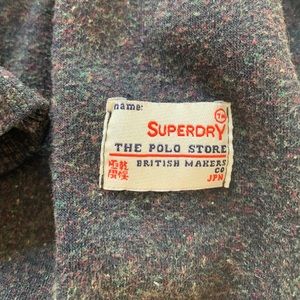 name:
TM
SUPERDRY
THE POLO STORE
BRITISH MAKERS
CO
JPN